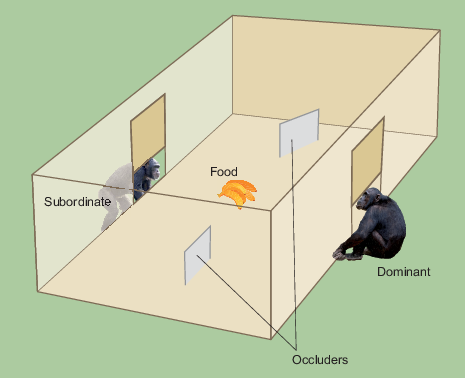 Food
Subordinate
Dominant
Occluders